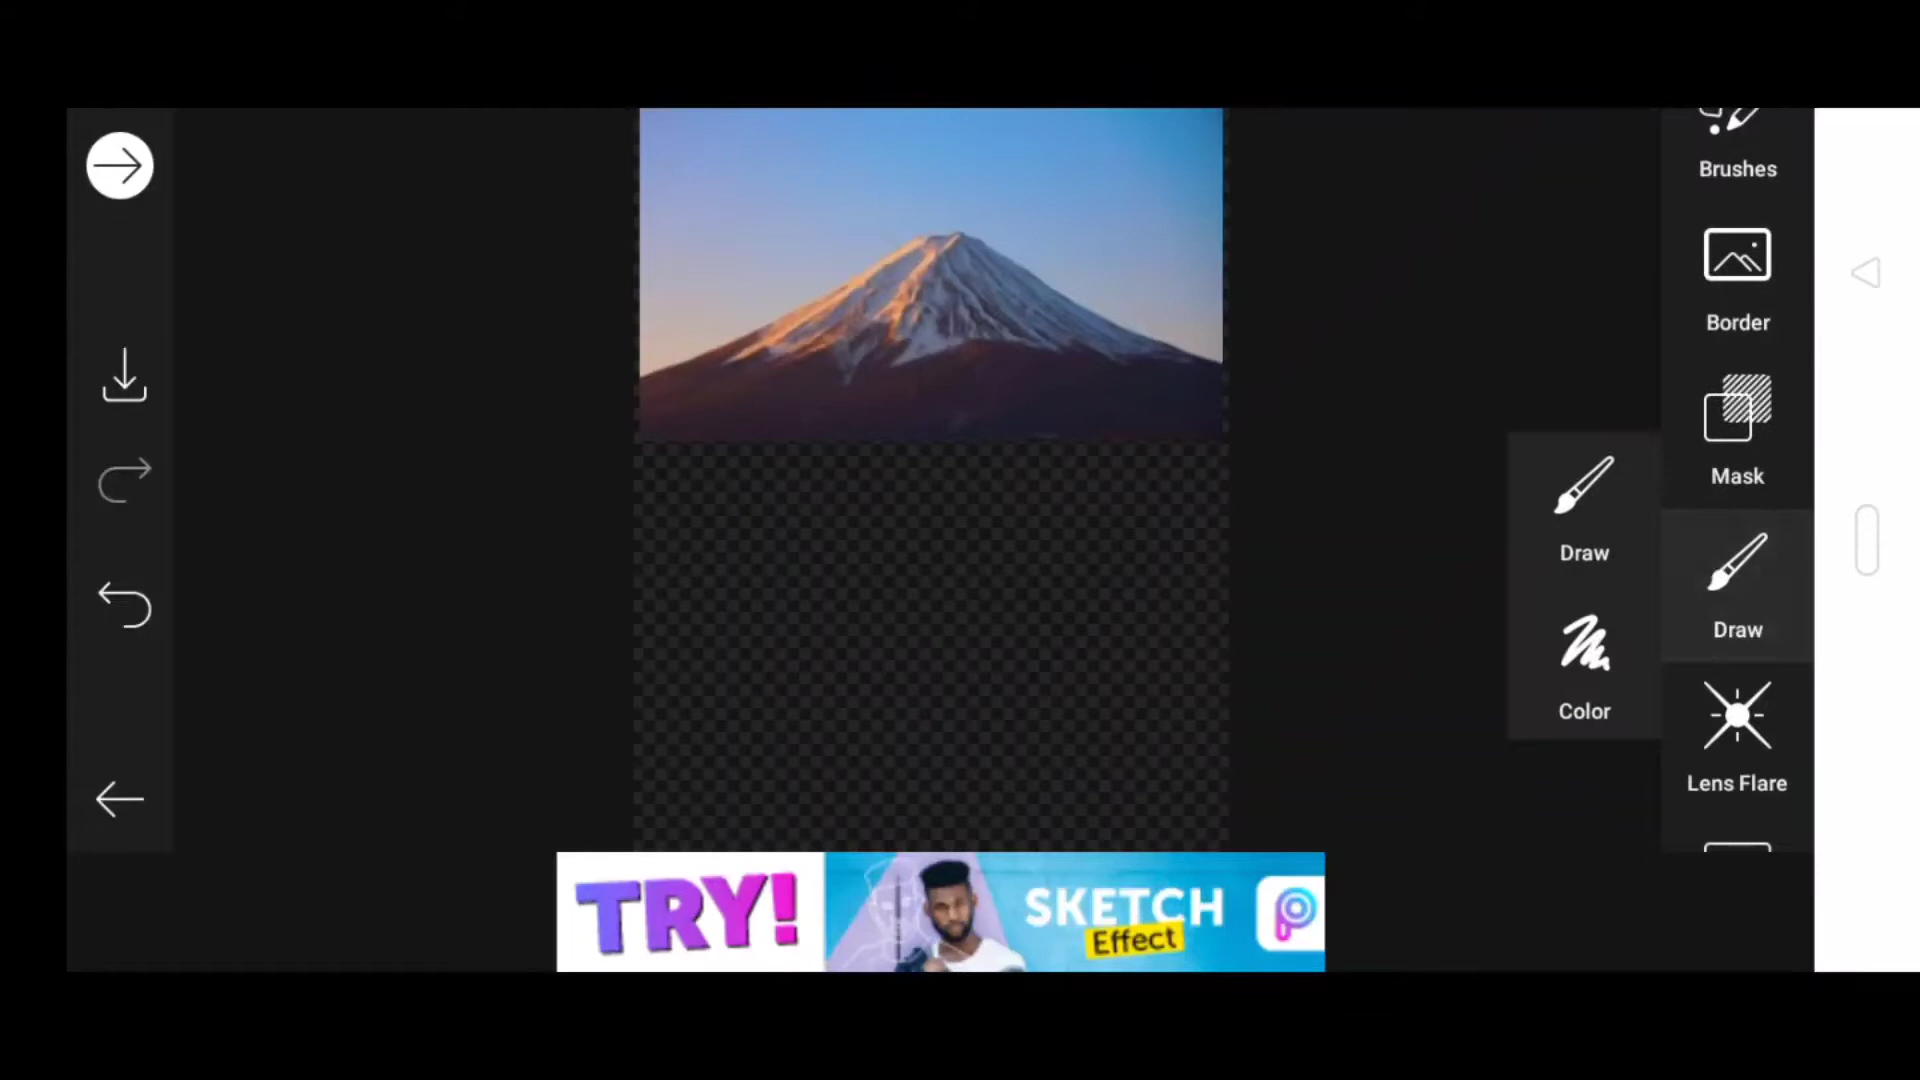 Brushes
Border
Mask
Draw
Draw
Color
Lens Flare
TRY!
SKETCH
Effect